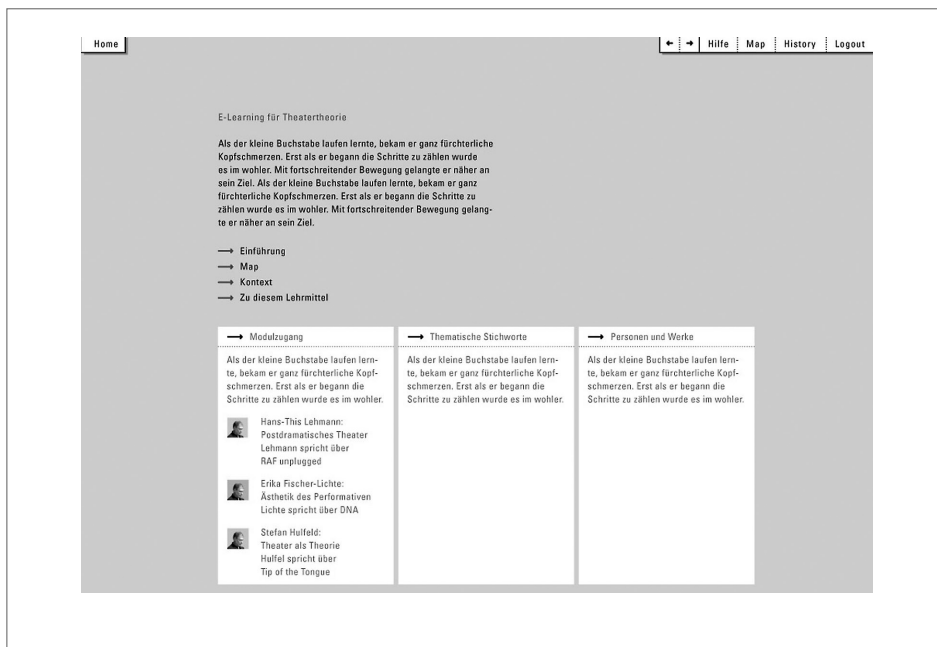 Home
← → Hilfe Map History Logout
E-Learning für Theatertheorie
Als der kleine Buchstabe laufen lernte, bekam er ganz fürchterliche
Kopfschmerzen. Erst als er begann die Schritte zu zählen wurde
es im wohler. Mit fortschreitender Bewegung gelangte er näher an
sein Ziel. Als der kleine Buchstabe laufen lernte, bekam er ganz
fürchterliche Kopfschmerzen. Erst als er begann die Schritte zu
zählen wurde es im wohler. Mit fortschreitender Bewegung gelang-
te er näher an sein Ziel.
→ Einführung
→ Map
→ Kontext
→ Zu diesem Lehrmittel
→ Modulzugang
Als der kleine Buchstabe laufen lern-
te, bekam er ganz fürchterliche Kopf-
schmerzen. Erst als er begann die
Schritte zu zählen wurde es im wohler.
Hans-This Lehmann:
Postdramatisches Theater
Lehmann spricht über
RAF unplugged
Erika Fischer-Lichte:
Ästhetik des Performativen
Lichte spricht über DNA
Stefan Hulfeld:
Theater als Theorie
Hulfel spricht über
Tip of the Tongue
→ Thematische Stichworte
Als der kleine Buchstabe laufen lern-
te, bekam er ganz fürchterliche Kopf-
schmerzen. Erst als er begann die
Schritte zu zählen wurde es im wohler.
→ Personen und Werke
Als der kleine Buchstabe laufen lern-
te, bekam er ganz fürchterliche Kopf-
schmerzen. Erst als er begann die
Schritte zu zählen wurde es im wohler.